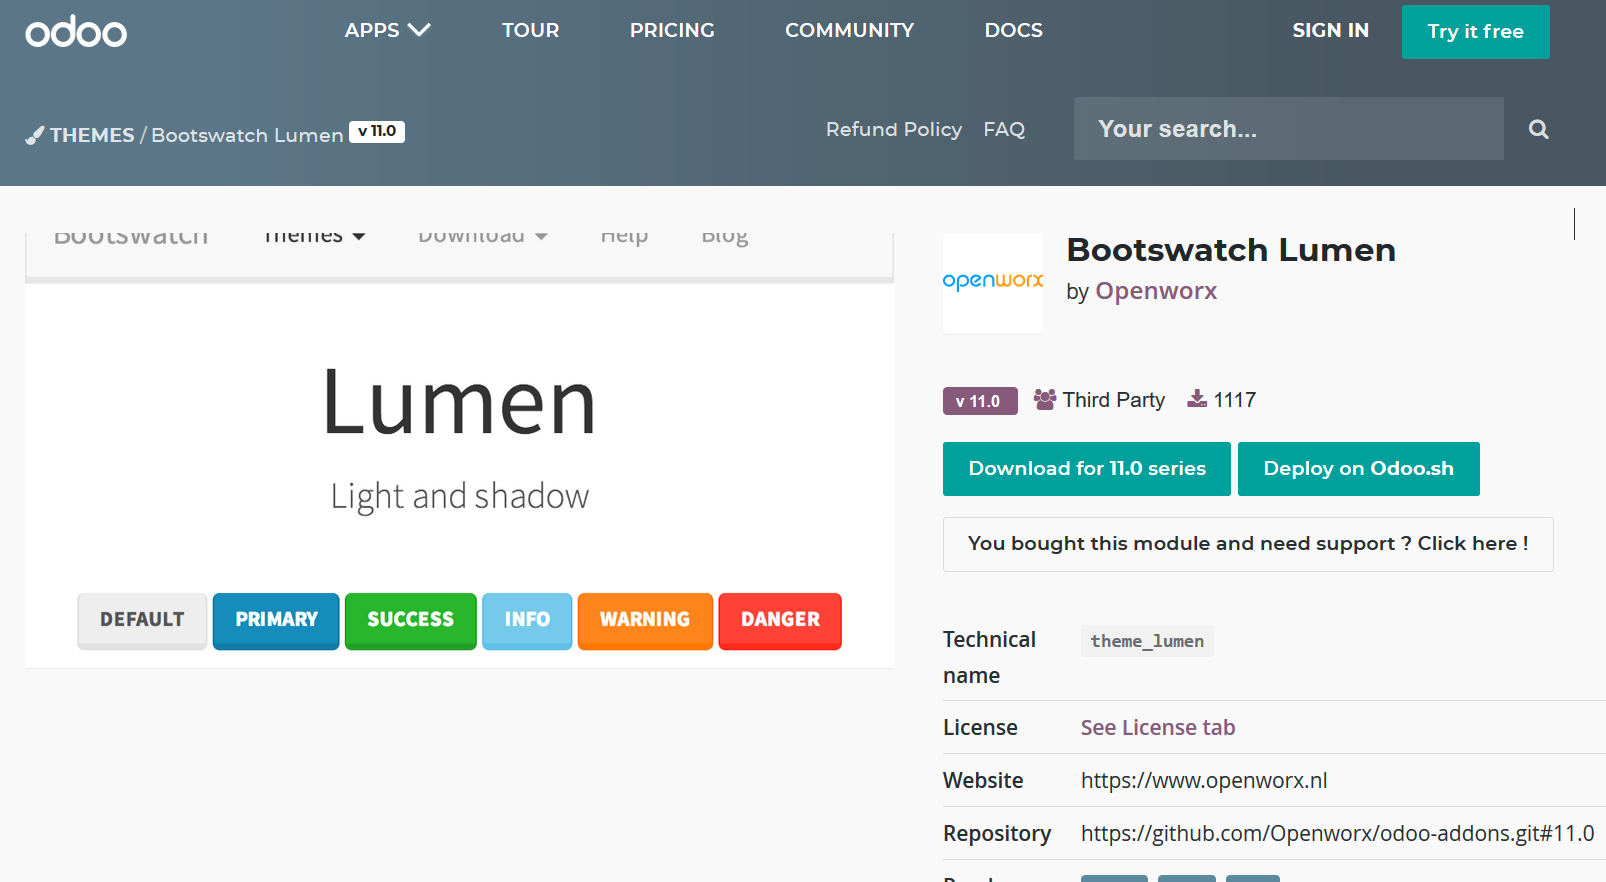 odoo
APPS TOUR PRICING COMMUNITY DOCS SIGN IN Try it free
THEMES / Bootswatch Lumen v 11.0 Refund Policy FAQ Your search...
Bootswatch Themes Download Help Blog
Lumen
Light and shadow
DEFAULT PRIMARY SUCCESS INFO WARNING DANGER
openworx
Bootswatch Lumen
by Openworx
v 11.0 Third Party 1117
Download for 11.0 series Deploy on Odoo.sh
You bought this module and need support ? Click here !
Technical name theme_lumen
License See License tab
Website https://www.openworx.nl
Repository https://github.com/Openworx/odoo-addons.git#11.0